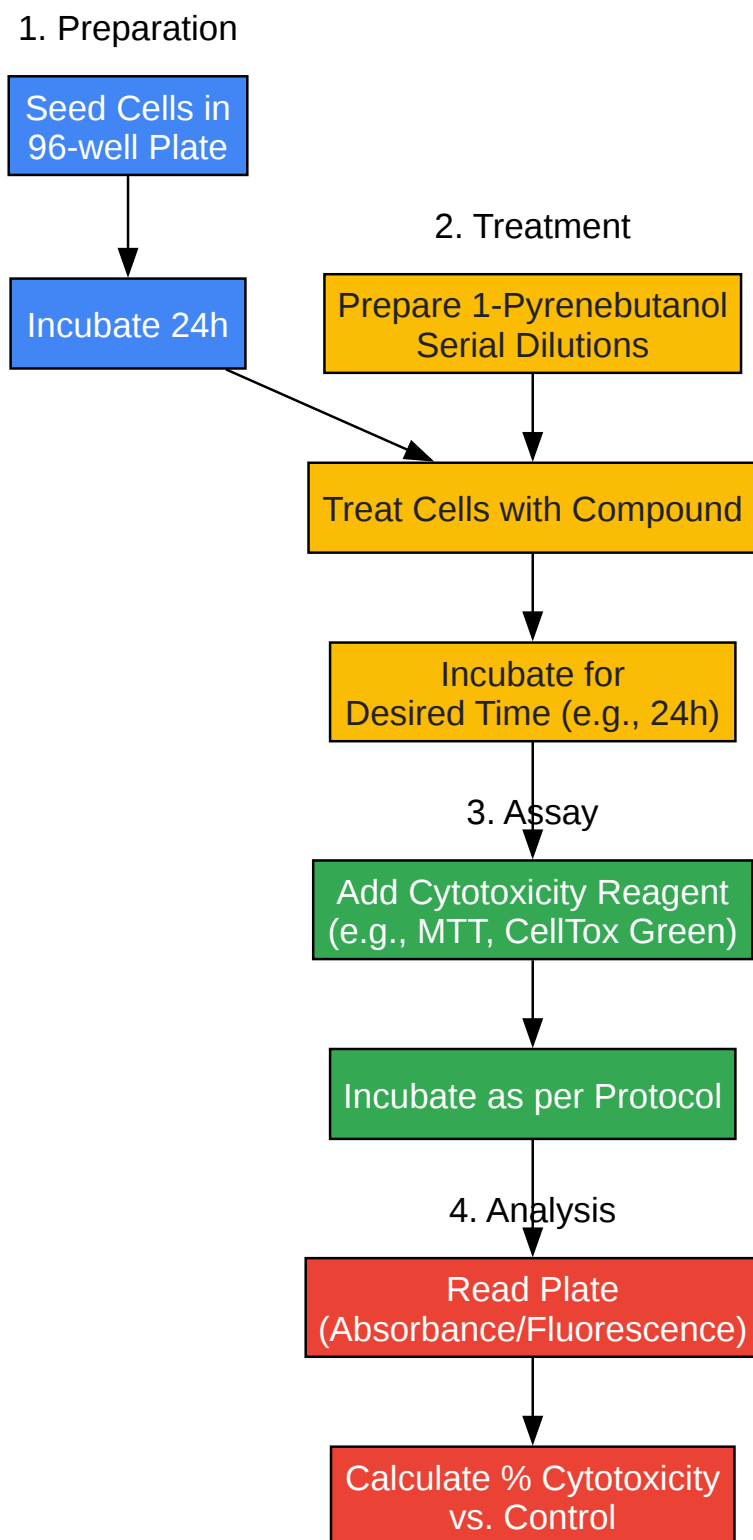 1. Preparation
Seed Cells in
96-well Plate
Incubate 24h
2. Treatment
Prepare 1-Pyrenebutanol
Serial Dilutions
Treat Cells with Compound
Incubate for
Desired Time (e.g., 24h)
3. Assay
Add Cytotoxicity Reagent
(e.g., MTT, CellTox Green)
Incubate as per Protocol
4. Analysis
Read Plate
(Absorbance/Fluorescence)
Calculate % Cytotoxicity
vs. Control